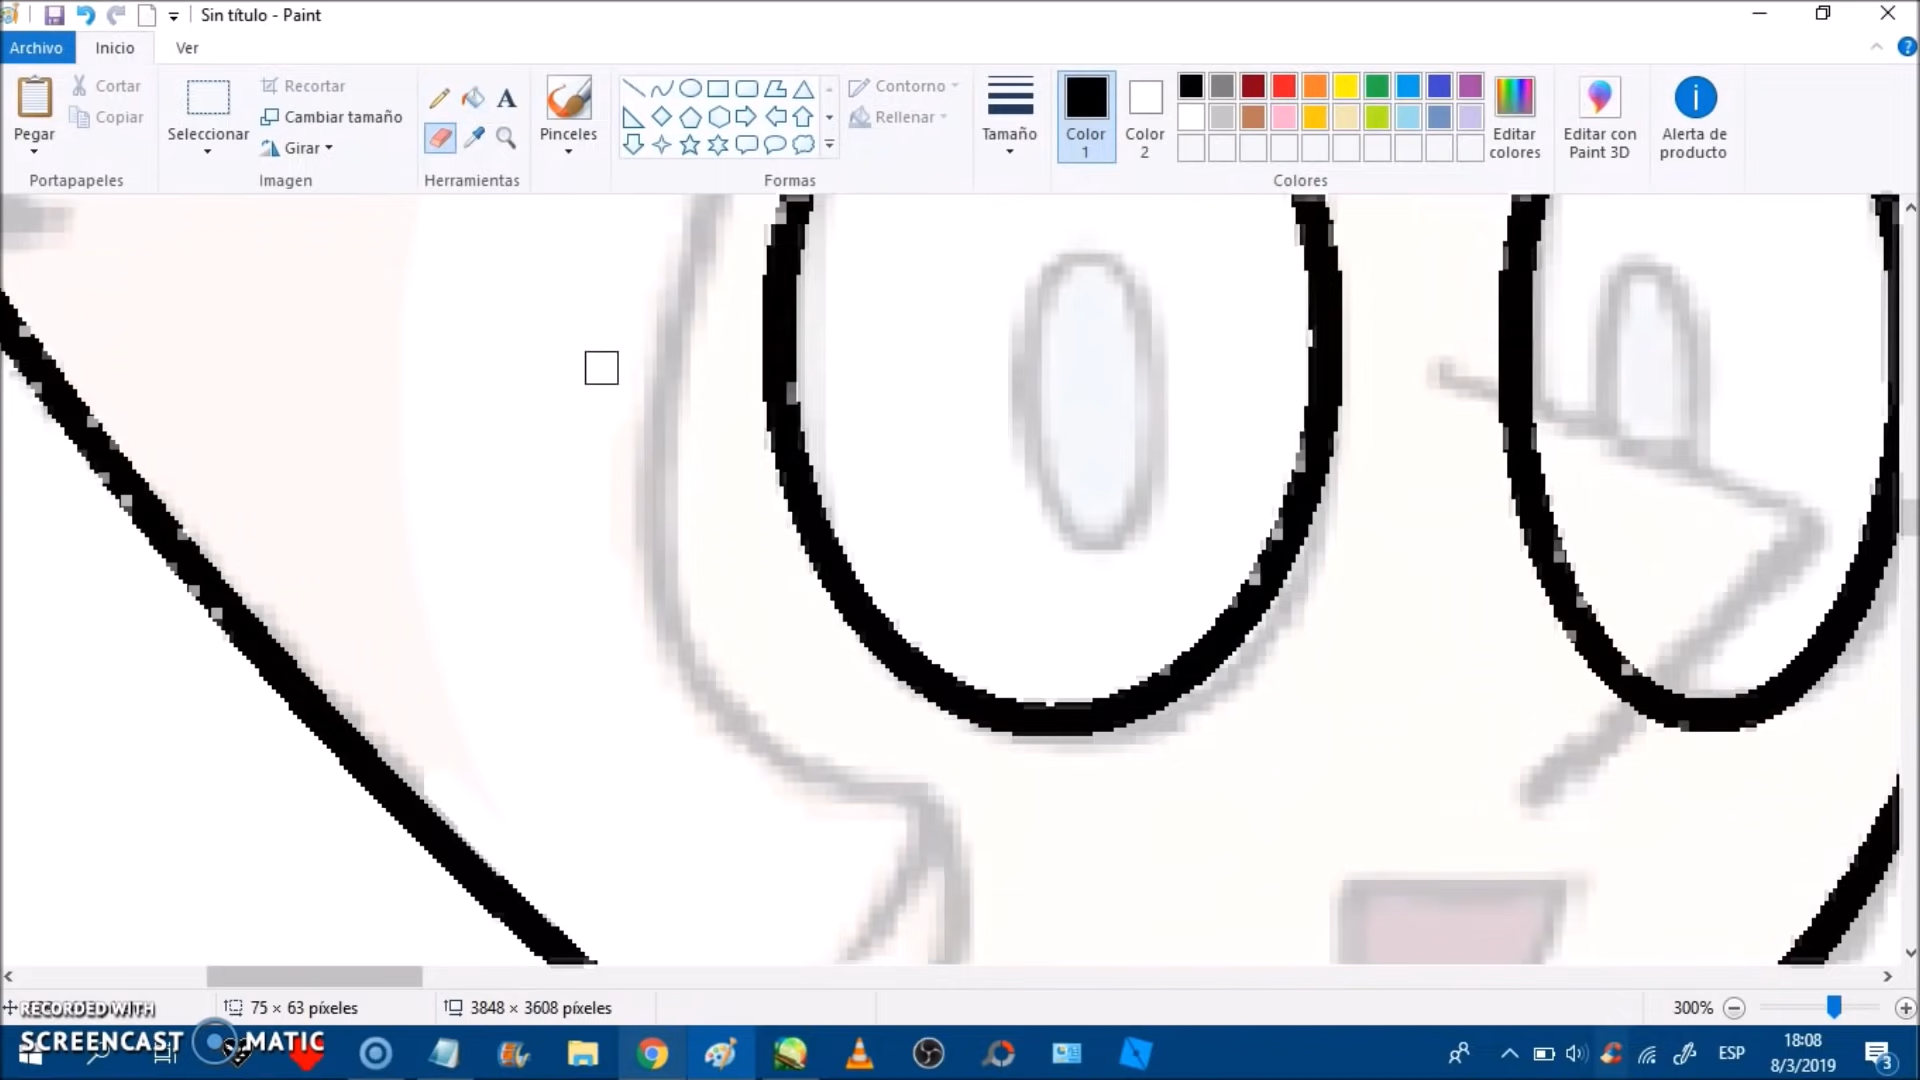 Sin título - Paint
Archivo
Inicio
Ver
Pegar
Cortar
Copiar
Portapapeles
Seleccionar
Recortar
Cambiar tamaño
Girar
Imagen
A
Herramientas
Pinceles
Contorno
Rellenar
Formas
Tamaño
Color
1
Color
2
Editar
colores
Colores
Editar con
Paint 3D
Alerta de
producto
RECORDED WITH
SCREENCAST MATIC
75 × 63 píxeles
3848 × 3608 píxeles
300%
ESP
18:08
8/3/2019
3